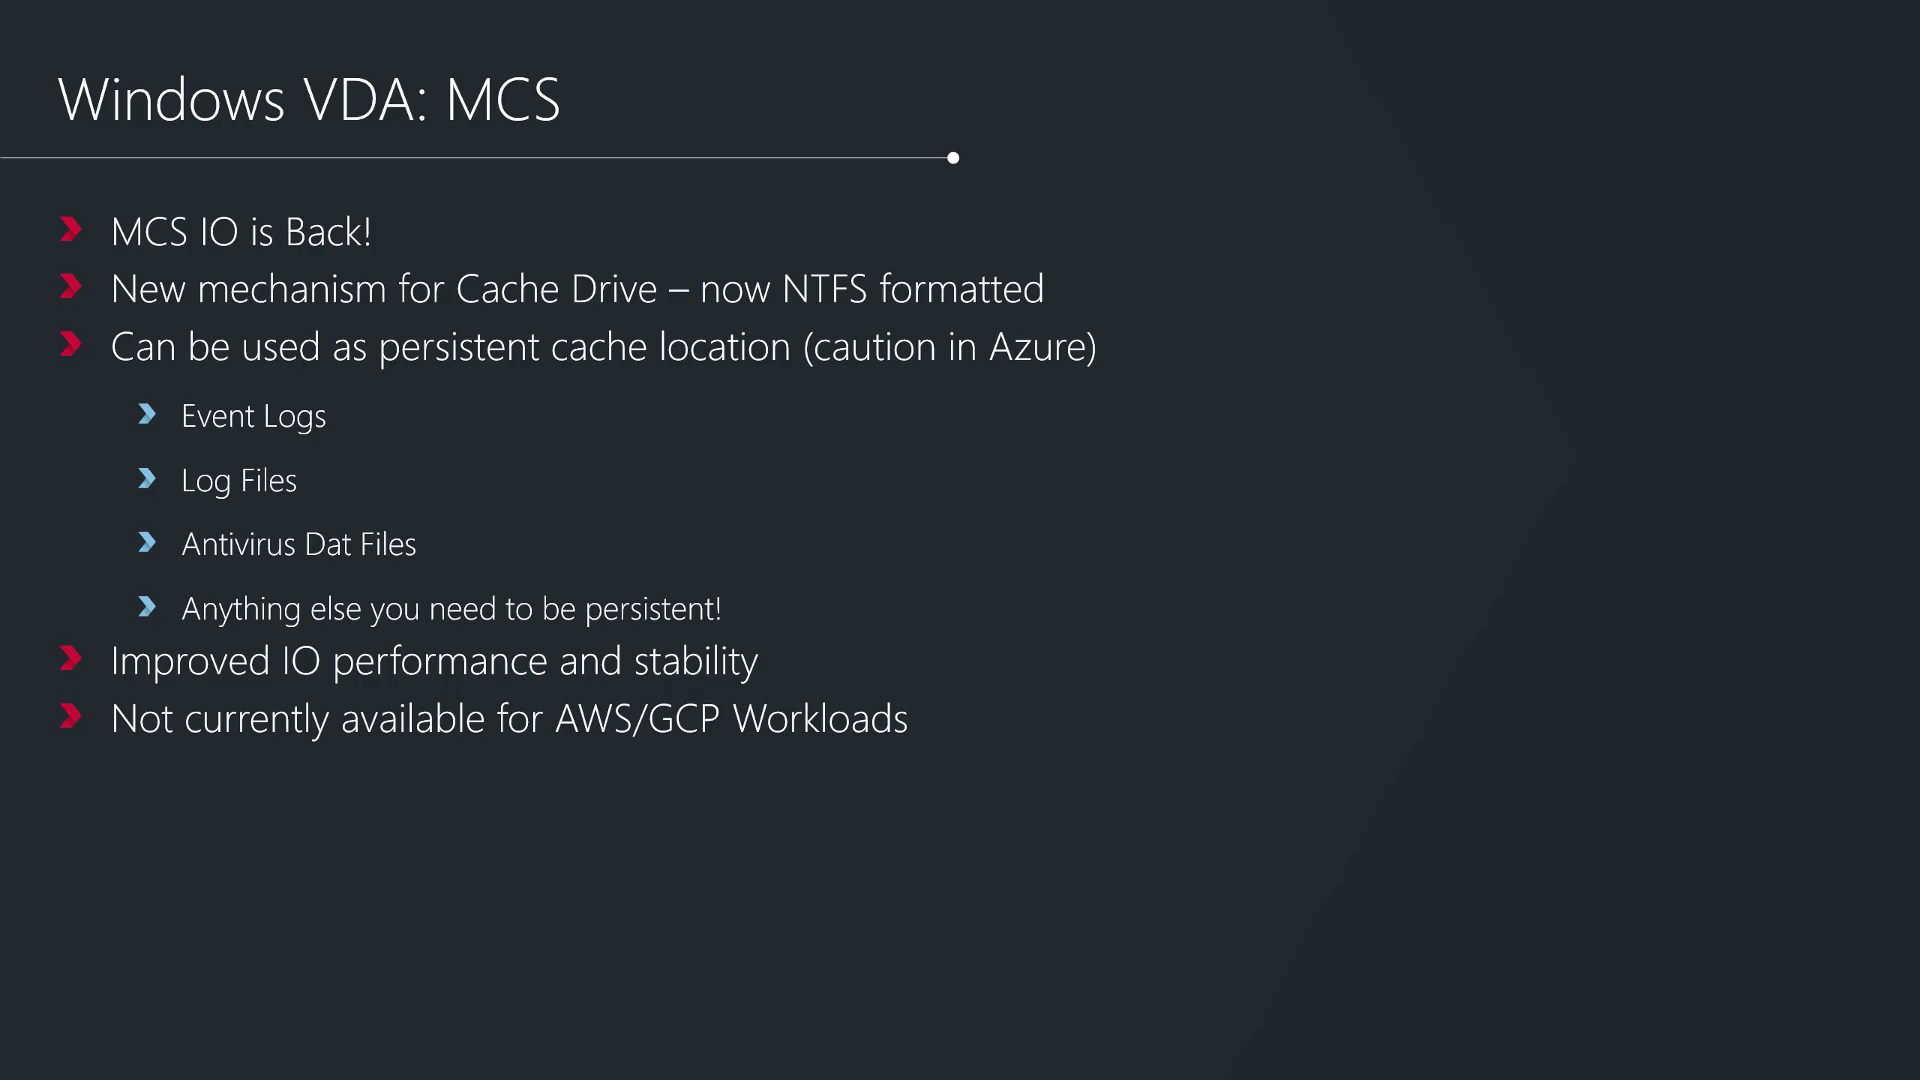 Windows VDA: MCS
MCS IO is Back!
New mechanism for Cache Drive – now NTFS formatted
Can be used as persistent cache location (caution in Azure)
Event Logs
Log Files
Antivirus Dat Files
Anything else you need to be persistent!
Improved IO performance and stability
Not currently available for AWS/GCP Workloads